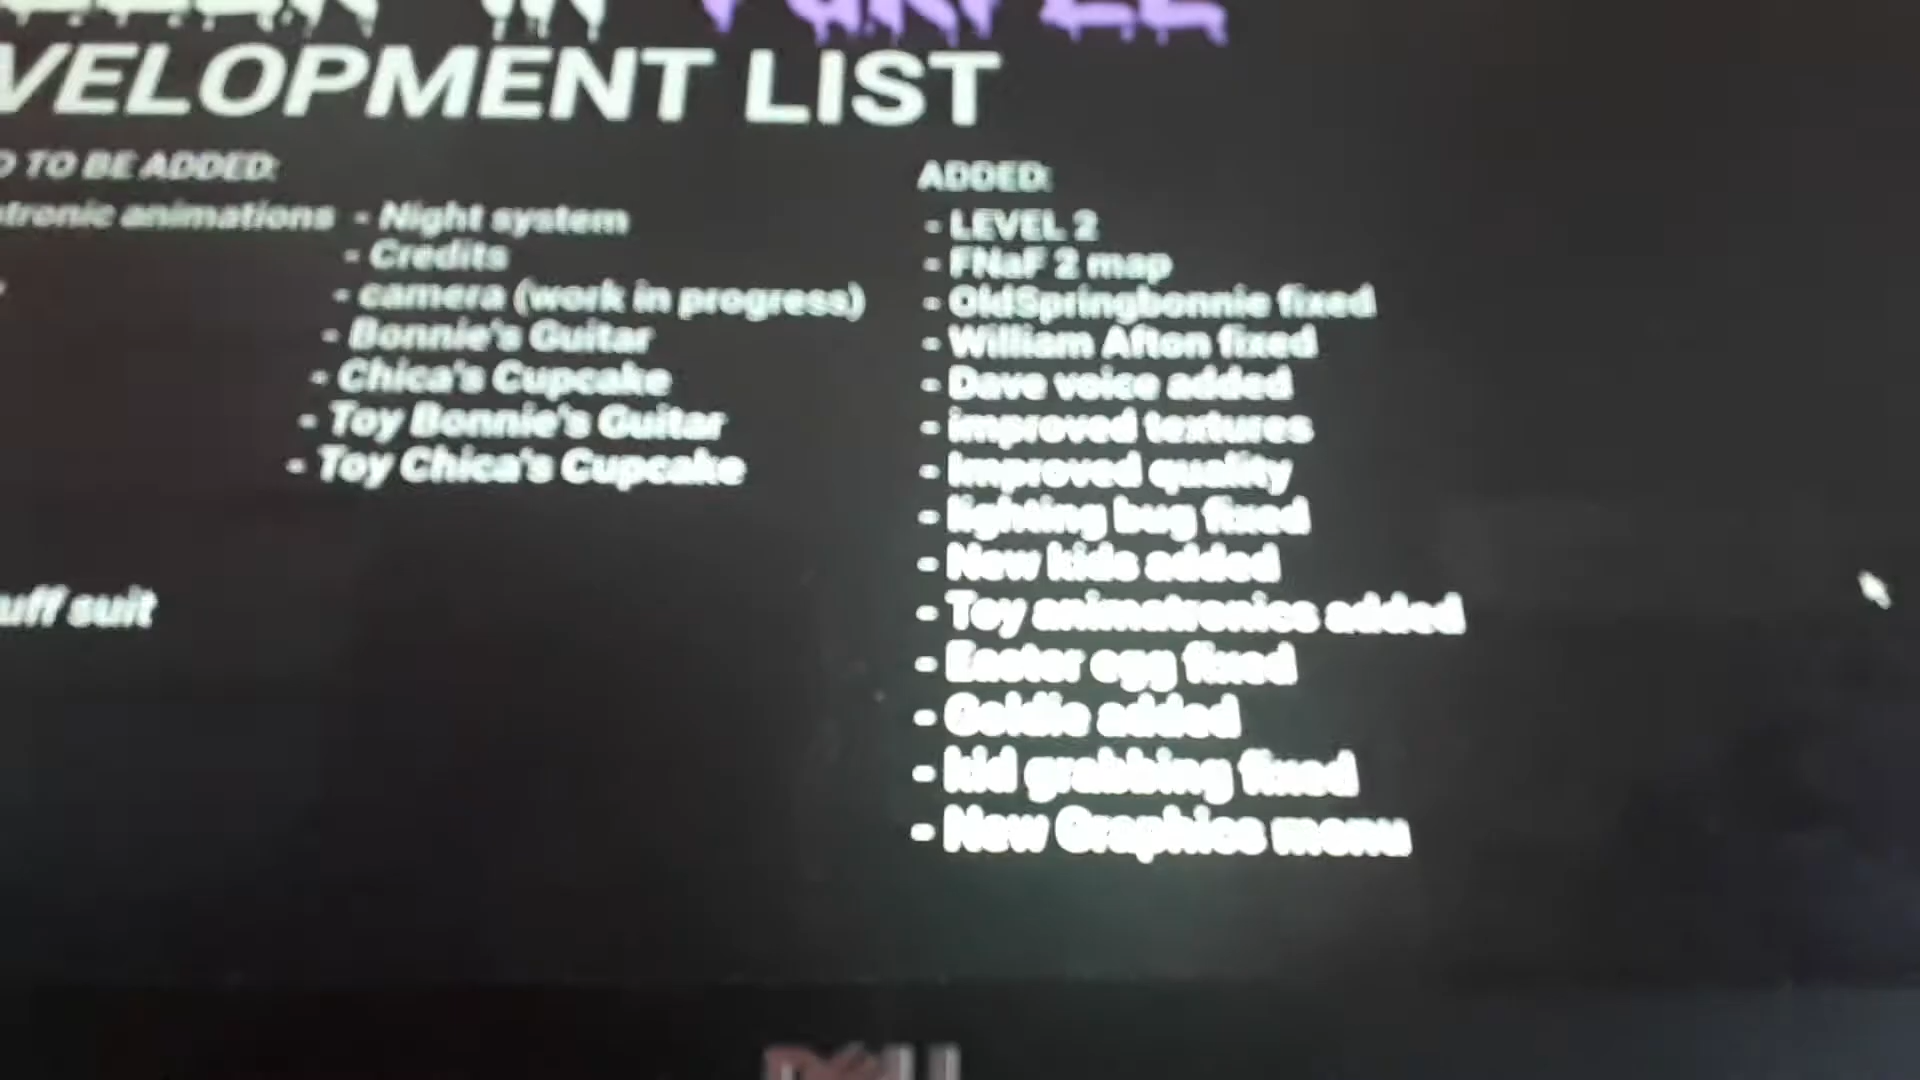 IN PURPLE
VELOPMENT LIST
TO BE ADDED:
tronic animations
- Night system
- Credits
- camera (work in progress)
- Bonnie's Guitar
- Chica's Cupcake
- Toy Bonnie's Guitar
- Toy Chica's Cupcake
uff suit
ADDED:
- LEVEL 2
- FNaF 2 map
- OldSpringbonnie fixed
- William Afton fixed
- Dave voice added
- improved textures
- Improved quality
- lighting bug fixed
- New kids added
- Toy animatronics added
- Easter egg fixed
- Goldie added
- kid grabbing fixed
- New Graphics menu
DELL